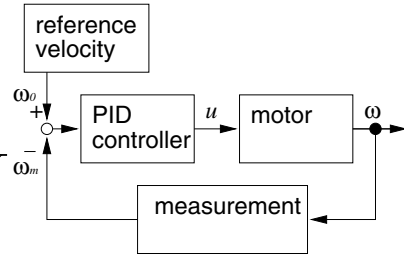 reference
velocity
ω₀
+
PID
controller
u
motor
ω
−
ωₘ
measurement